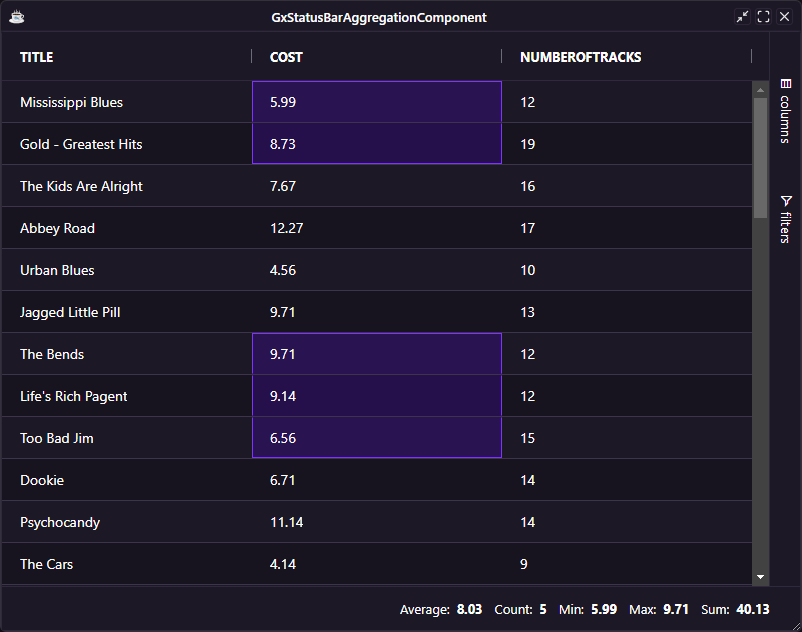 GxStatusBarAggregationComponent
TITLE COST NUMBEROFTRACKS
Mississippi Blues 5.99 12
Gold - Greatest Hits 8.73 19
The Kids Are Alright 7.67 16
Abbey Road 12.27 17
Urban Blues 4.56 10
Jagged Little Pill 9.71 13
The Bends 9.71 12
Life's Rich Pagent 9.14 12
Too Bad Jim 6.56 15
Dookie 6.71 14
Psychocandy 11.14 14
The Cars 4.14 9
columns
filters
Average: 8.03 Count: 5 Min: 5.99 Max: 9.71 Sum: 40.13